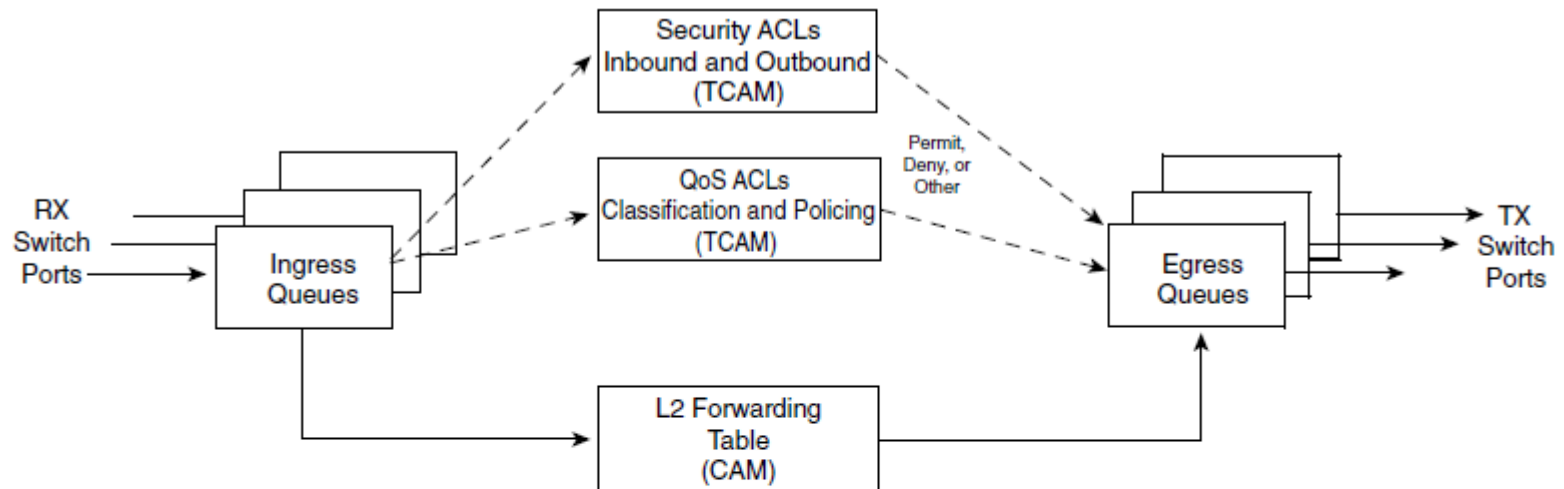 Security ACLs
Inbound and Outbound
(TCAM)
Permit,
Deny, or
Other
QoS ACLs
Classification and Policing
(TCAM)
RX
Switch
Ports
Ingress
Queues
Egress
Queues
TX
Switch
Ports
L2 Forwarding
Table
(CAM)